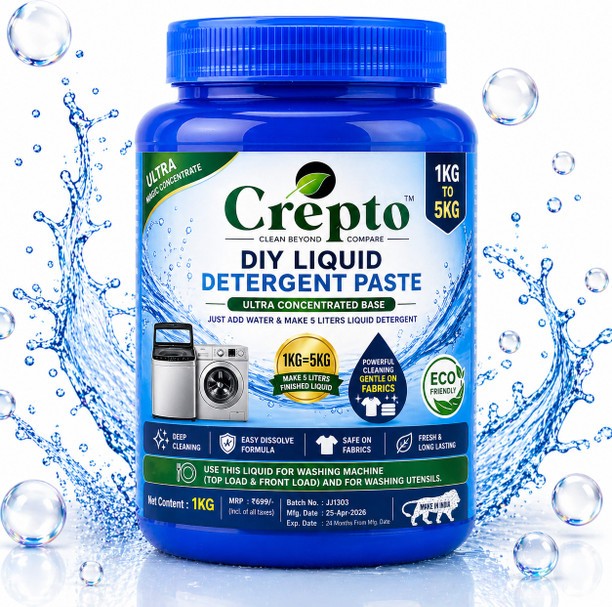 ULTRA
MAGIC CONCENTRATE
1KG
TO
5KG
Crepto™
CLEAN BEYOND COMPARE
DIY LIQUID
DETERGENT PASTE
ULTRA CONCENTRATED BASE
JUST ADD WATER & MAKE 5 LITERS LIQUID DETERGENT
1KG=5KG
MAKE 5 LITERS
FINISHED LIQUID
POWERFUL
CLEANING
GENTLE ON
FABRICS
ECO
FRIENDLY
DEEP
CLEANING
EASY DISSOLVE
FORMULA
SAFE ON
FABRICS
FRESH &
LONG LASTING
USE THIS LIQUID FOR WASHING MACHINE
(TOP LOAD & FRONT LOAD) AND FOR WASHING UTENSILS.
Net Content : 1KG
MRP : ₹699/-
(Incl. of all taxes)
Batch No. : JJ1303
Mfg. Date : 25-Apr-2026
Exp. Date : 24 Months From Mfg. Date
MAKE IN INDIA